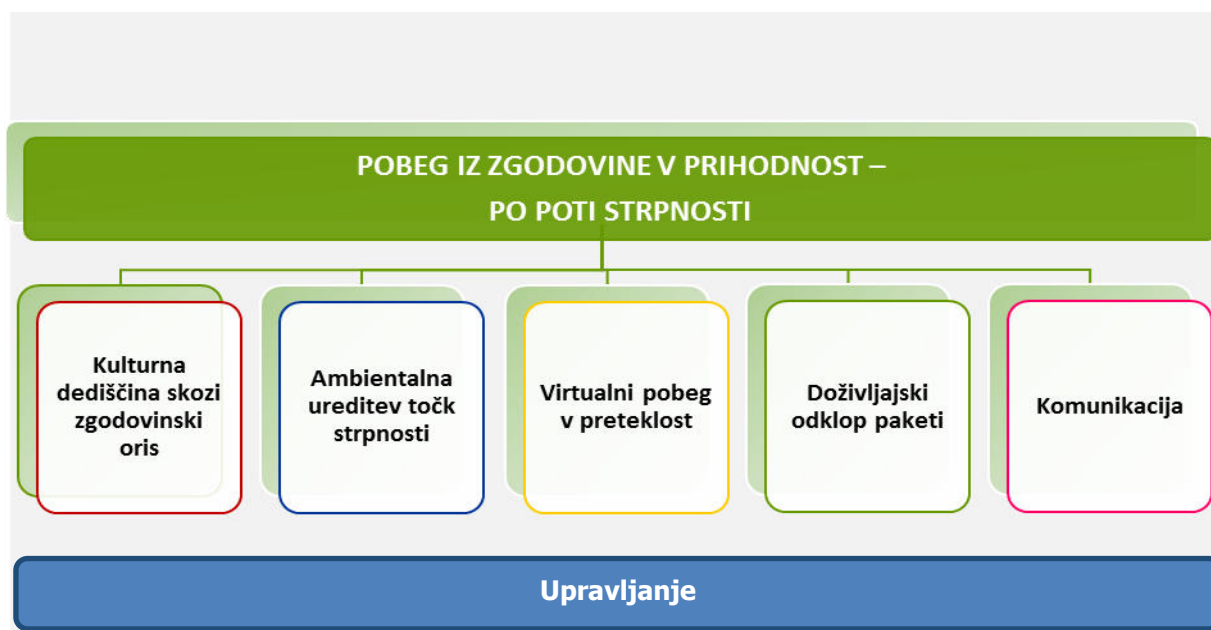 POBEG IZ ZGODOVINE V PRIHODNOST –
PO POTI STRPNOSTI
Kulturna
dediščina skozi
zgodovinski
oris
Ambientalna
ureditev točk
strpnosti
Virtualni pobeg
v preteklost
Doživljajski
odklop paketi
Komunikacija
Upravljanje